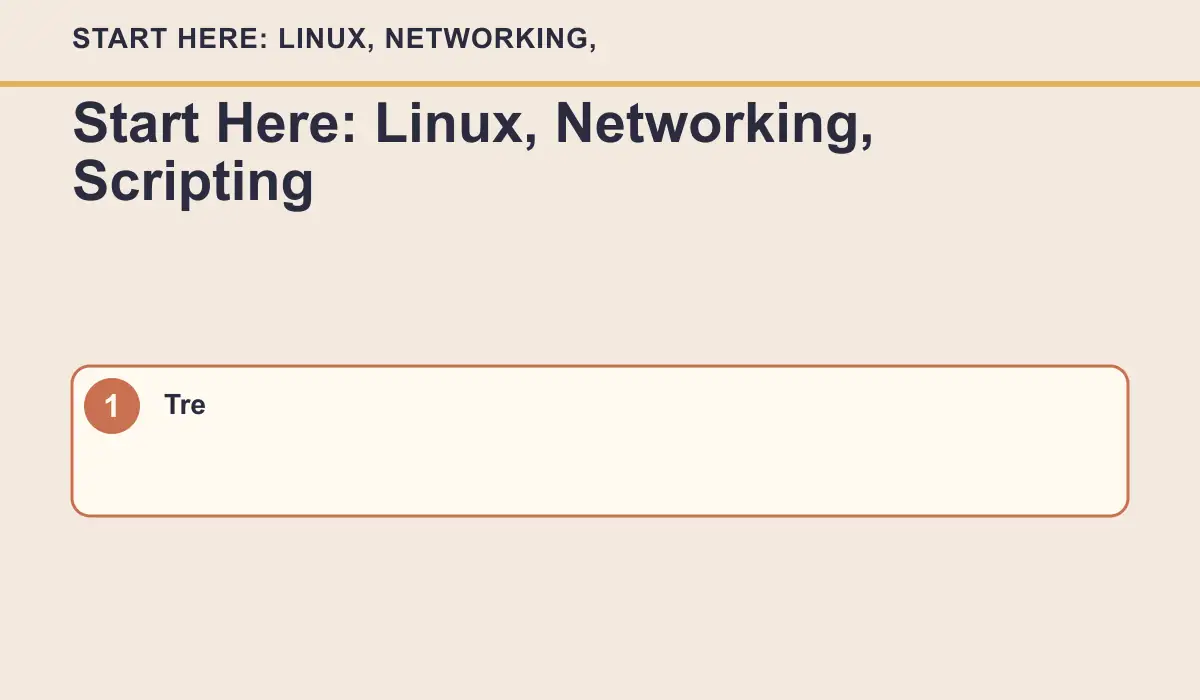 START HERE: LINUX, NETWORKING,
Start Here: Linux, Networking,
Scripting
1
Tre